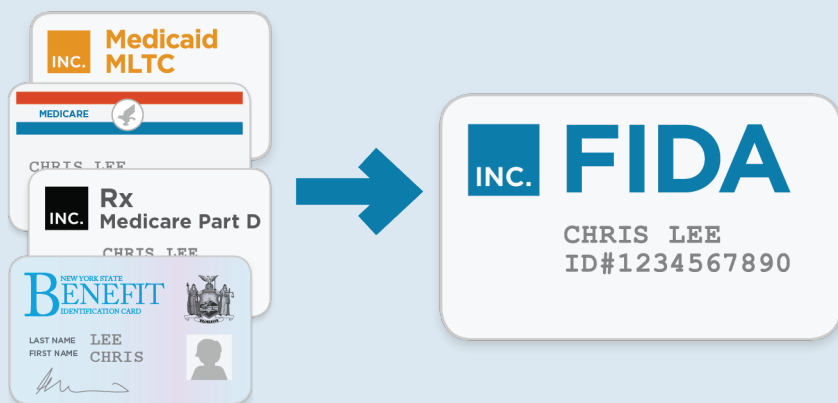 INC. Medicaid
MLTC
MEDICARE
CHRIS LEE
INC. Rx
Medicare Part D
CHRIS LEE
NEW YORK STATE
BENEFIT
IDENTIFICATION CARD
LAST NAME LEE
FIRST NAME CHRIS
INC. FIDA
CHRIS LEE
ID#1234567890